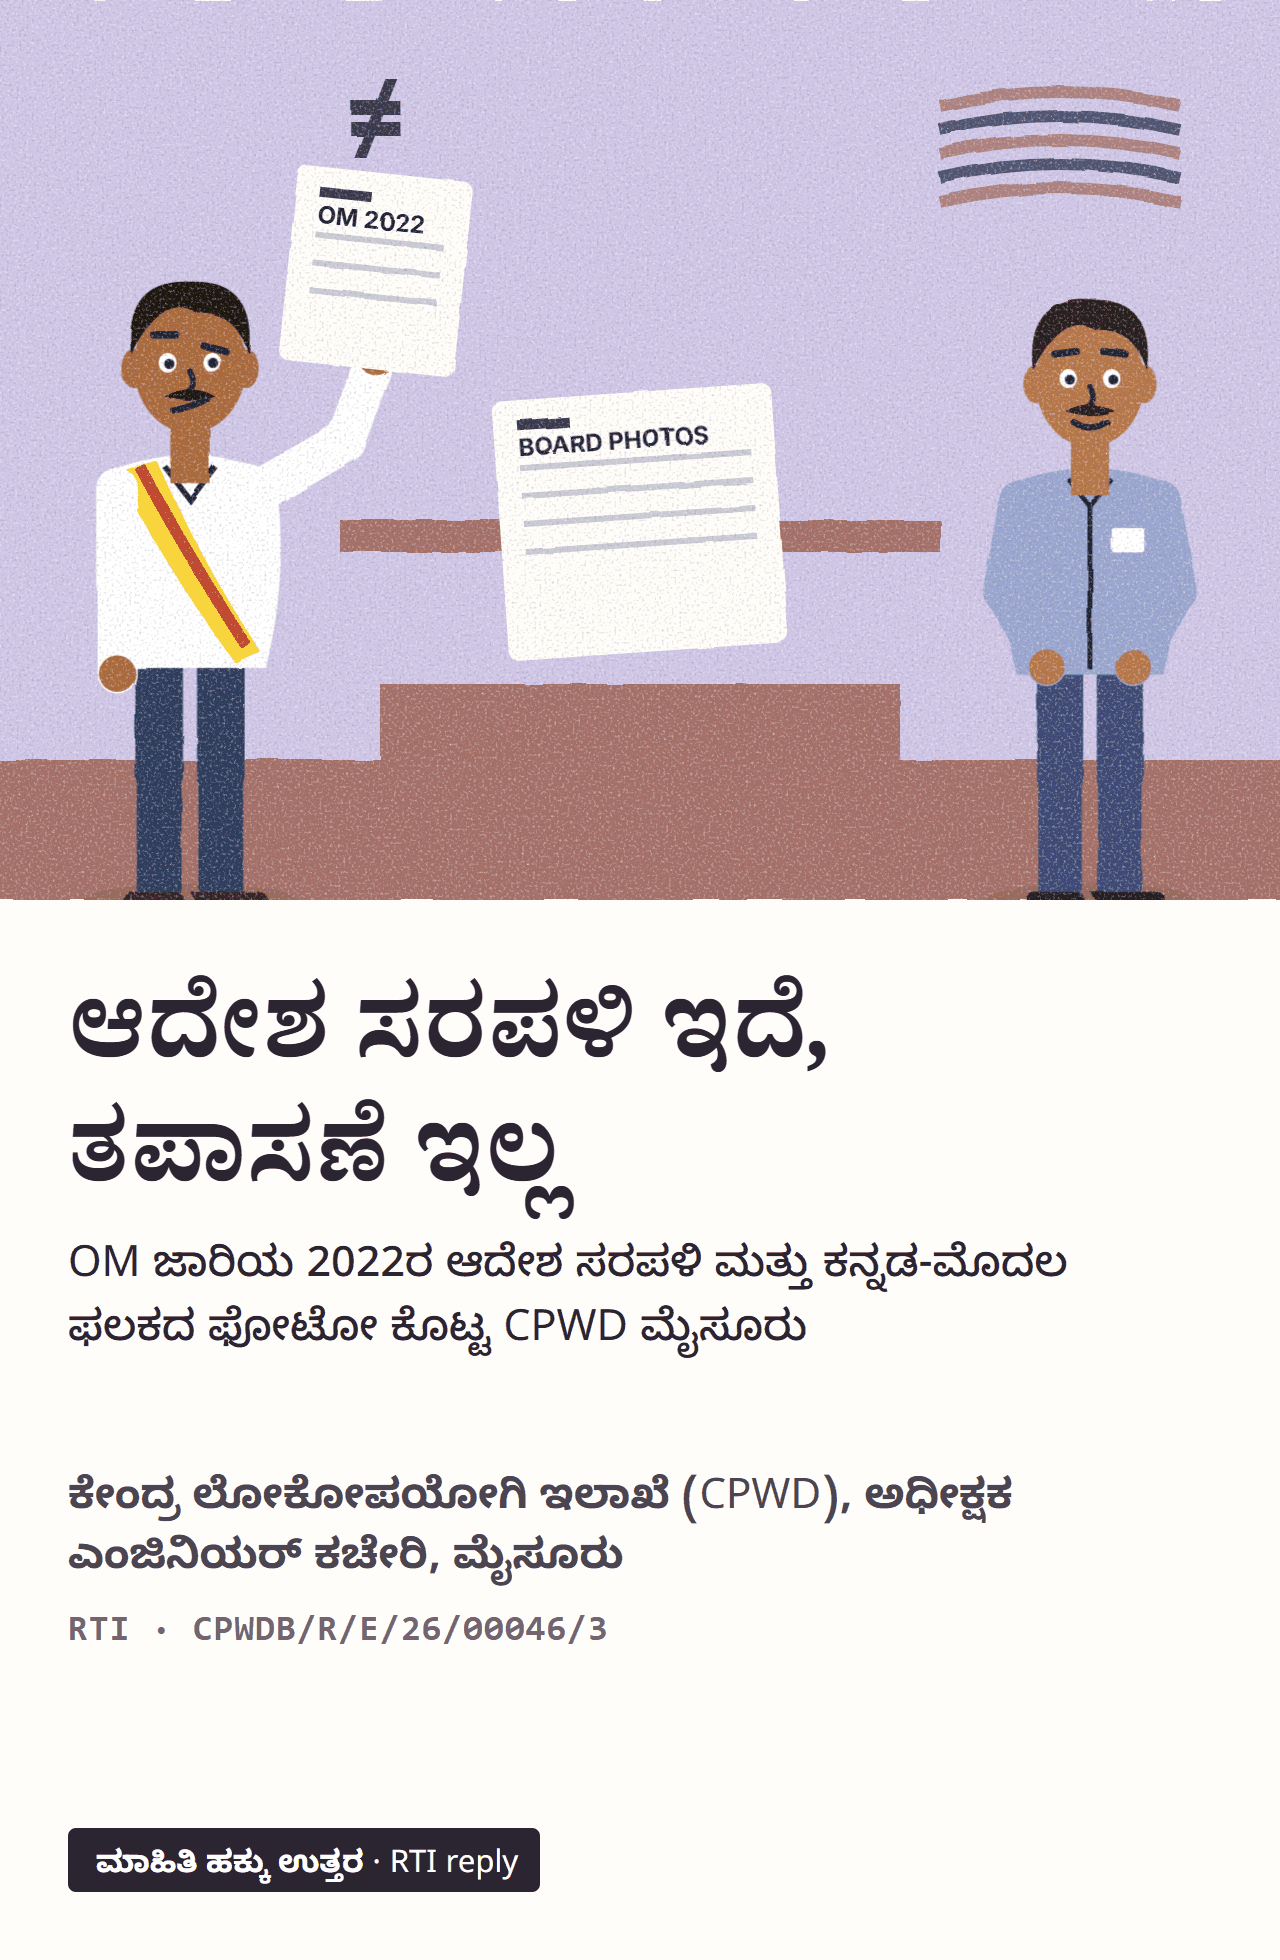 ≠
OM 2022
BOARD PHOTOS
ಆದೇಶ ಸರಪಳಿ ಇದೆ,
ತಪಾಸಣೆ ಇಲ್ಲ
OM ಜಾರಿಯ 2022ರ ಆದೇಶ ಸರಪಳಿ ಮತ್ತು ಕನ್ನಡ-ಮೊದಲ
ಫಲಕದ ಫೋಟೋ ಕೊಟ್ಟ CPWD ಮೈಸೂರು
ಕೇಂದ್ರ ಲೋಕೋಪಯೋಗಿ ಇಲಾಖೆ (CPWD), ಅಧೀಕ್ಷಕ
ಎಂಜಿನಿಯರ್ ಕಚೇರಿ, ಮೈಸೂರು
RTI · CPWDB/R/E/26/00046/3
ಮಾಹಿತಿ ಹಕ್ಕು ಉತ್ತರ · RTI reply